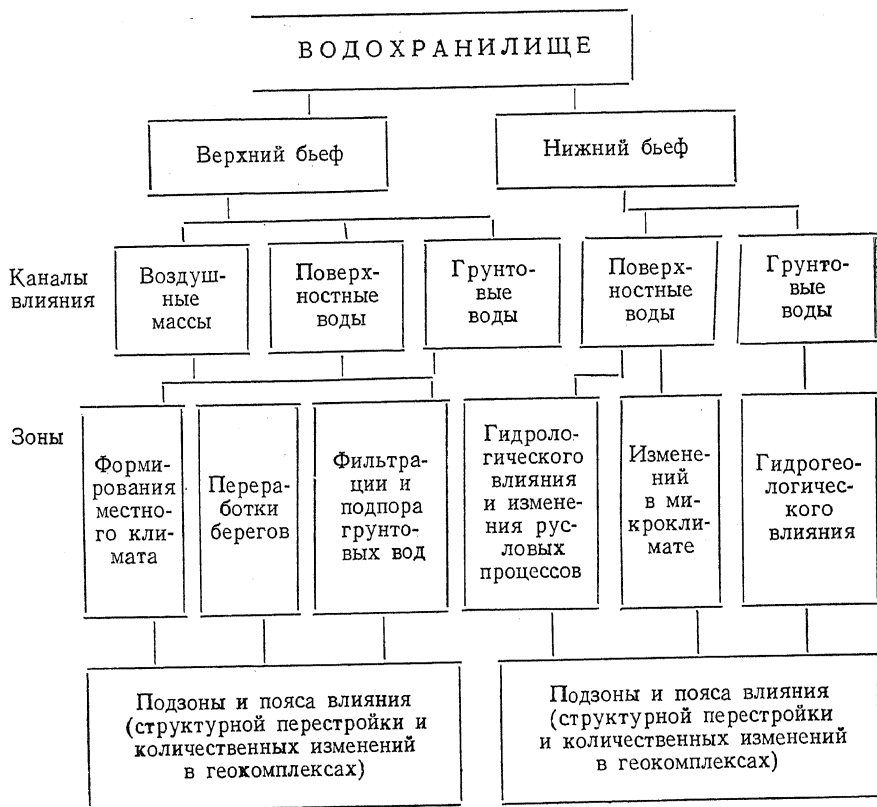 ВОДОХРАНИЛИЩЕ
Верхний бьеф
Нижний бьеф
Каналы
влияния
Воздуш-
ные
массы
Поверх-
ностные
воды
Грунто-
вые
воды
Поверх-
ностные
воды
Грунто-
вые
воды
Зоны
Форми-
рования
местно-
го кли-
мата
Перера-
ботки
берегов
Фильтра-
ции и
подпора
грунто-
вых вод
Гидроло-
гического
влияния
и измене-
ния рус-
ловых
процессов
Измене-
ний
в ми-
крокли-
мате
Гидрогео-
логичес-
кого
влияния
Подзоны и пояса влияния
(структурной перестройки и
количественных изменений
в геокомплексах)
Подзоны и пояса влияния
(структурной перестройки
и количественных изменений
в геокомплексах)